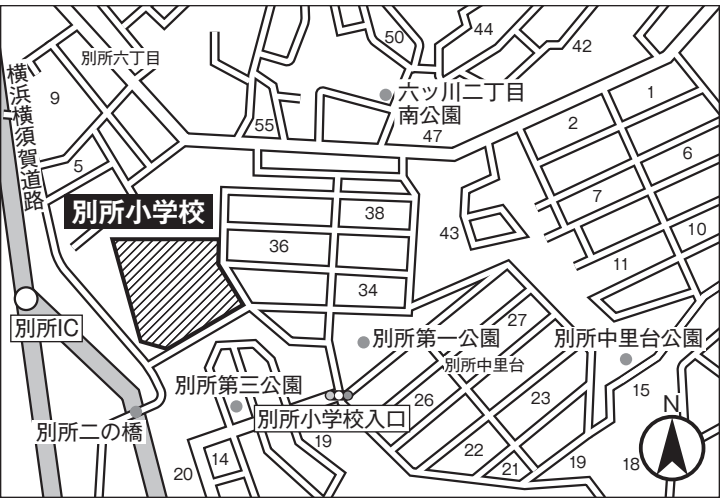 50
44
42
別所六丁目
横浜横須賀道路
9
六ッ川二丁目
南公園
1
55
47
2
5
6
別所小学校
38
7
43
36
10
11
34
27
別所IC
別所第一公園
別所中里台公園
別所中里台
別所第三公園
15
26
23
別所小学校入口
N
別所二の橋
19
14
22
20
21
19
18